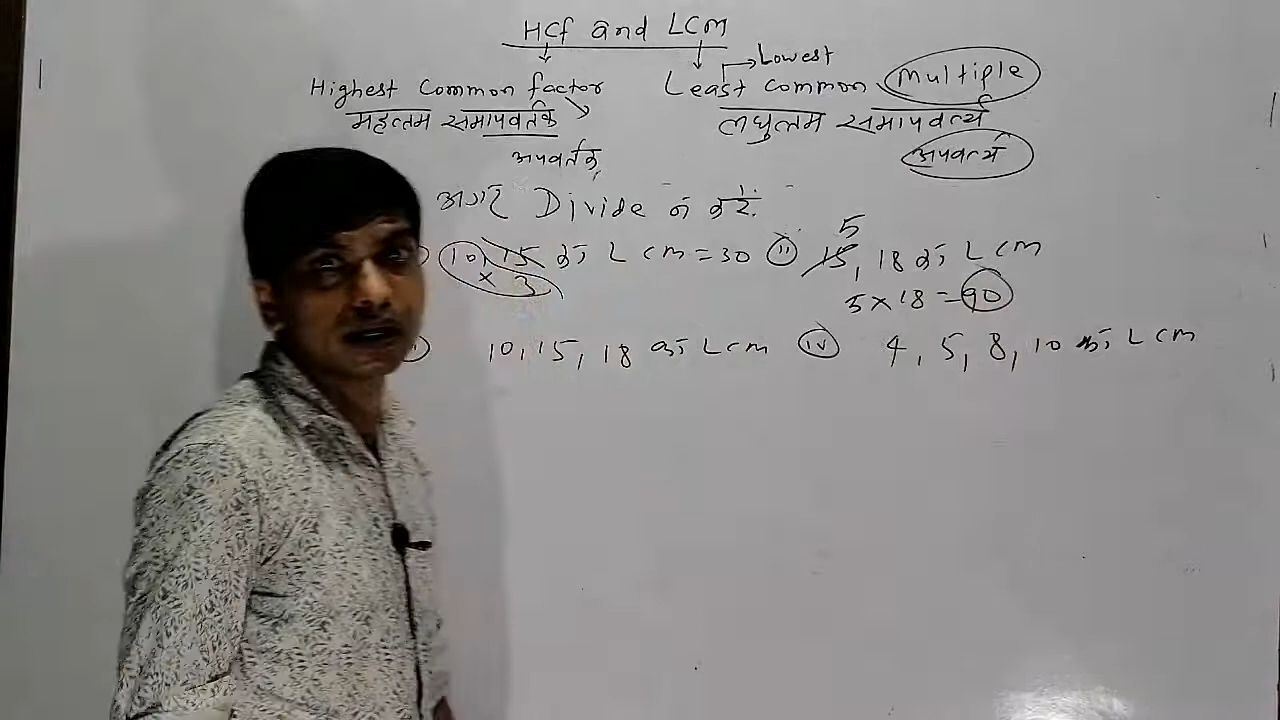 HCf and LCM
→Lowest
Highest Common factor Least Common Multiple
महत्तम समापवर्तक लघुत्तम समापवर्त्य
अपवर्तक अपवर्त्य
अगर Divide न करे.
10, 15 का LCM = 30 (ii) 15, 18 का LCM
× 3 5
5×18 = 90
10, 15, 18 का LCM (iv) 4, 5, 8, 10 का LCM